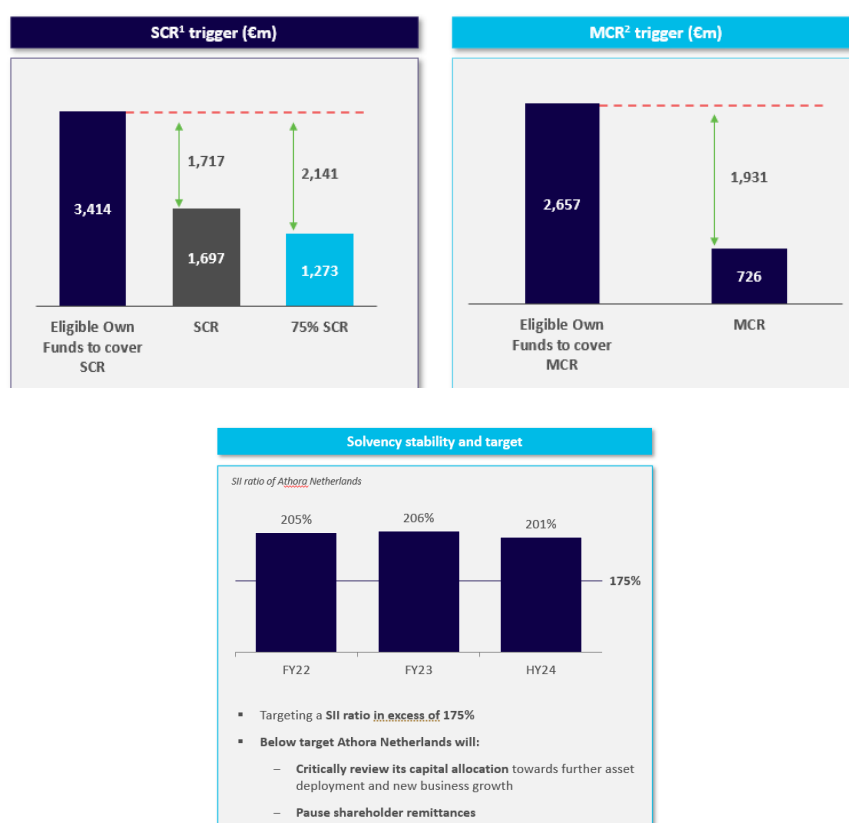 SCR¹ trigger (€m)
3,414
1,717
1,697
2,141
1,273
Eligible Own
Funds to cover
SCR
SCR
75% SCR
MCR² trigger (€m)
2,657
1,931
726
Eligible Own
Funds to cover
MCR
MCR
Solvency stability and target
SII ratio of Athora Netherlands
205%
206%
201%
175%
FY22
FY23
HY24
▪ Targeting a SII ratio in excess of 175%
▪ Below target Athora Netherlands will:
– Critically review its capital allocation towards further asset
deployment and new business growth
– Pause shareholder remittances